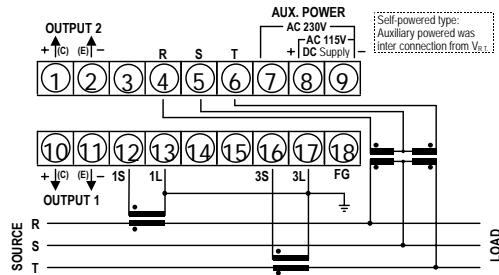 AUX. POWER
AC 230V
OUTPUT 2
AC 115V
+ (C) (E) –
R S T
+ DC Supply –
1 2 3 4 5 6 7 8 9
Self-powered type:
Auxiliary powered was
inter connection from VR.T.
10 11 12 13 14 15 16 17 18
+ (C) (E) – 1S 1L 3S 3L FG
OUTPUT 1
SOURCE
R
S
T
LOAD